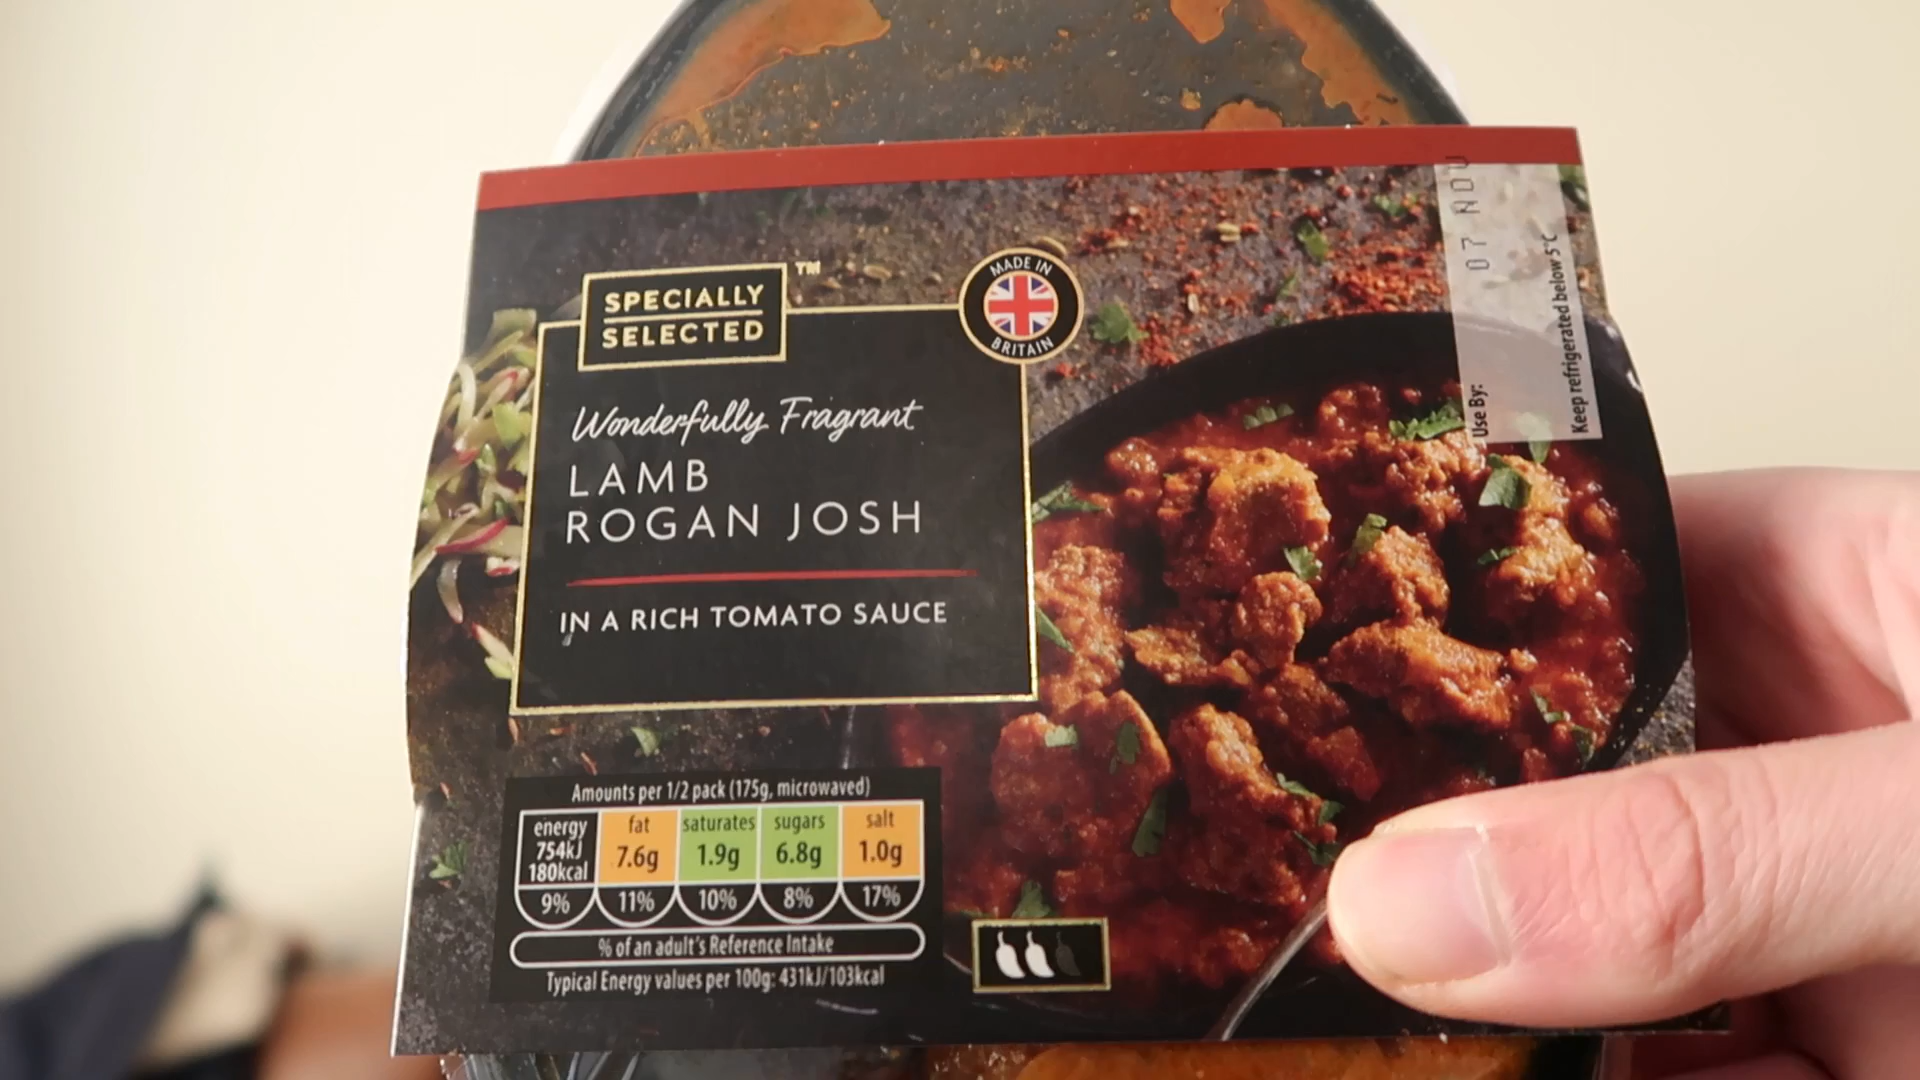 SPECIALLY
SELECTED
™
MADE IN
BRITAIN
Wonderfully Fragrant
LAMB
ROGAN JOSH
IN A RICH TOMATO SAUCE
Use By:
07 NOV
Keep refrigerated below 5°C
Amounts per 1/2 pack (175g, microwaved)
energy
754kJ
180kcal
9%
fat
7.6g
11%
saturates
1.9g
10%
sugars
6.8g
8%
salt
1.0g
17%
% of an adult's Reference Intake
Typical Energy values per 100g: 431kJ/103kcal